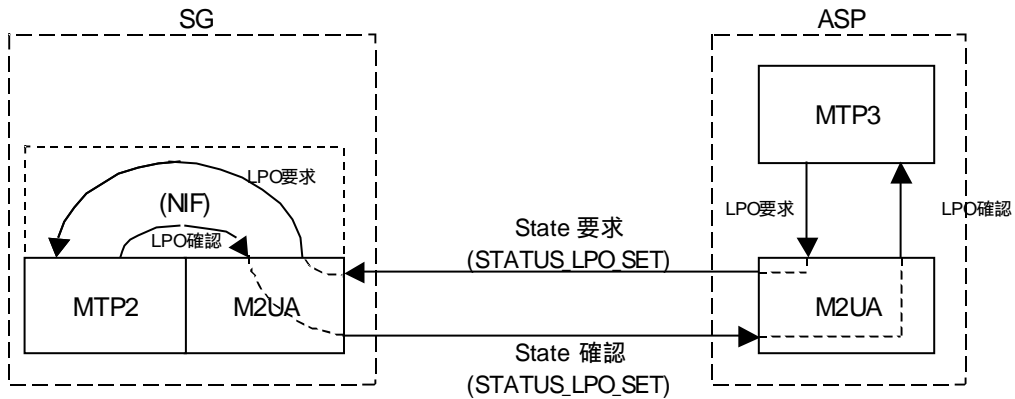 SG
ASP
MTP3
LPO要求
(NIF)
LPO確認
LPO要求
LPO確認
State 要求
(STATUS_LPO_SET)
MTP2
M2UA
M2UA
State 確認
(STATUS_LPO_SET)